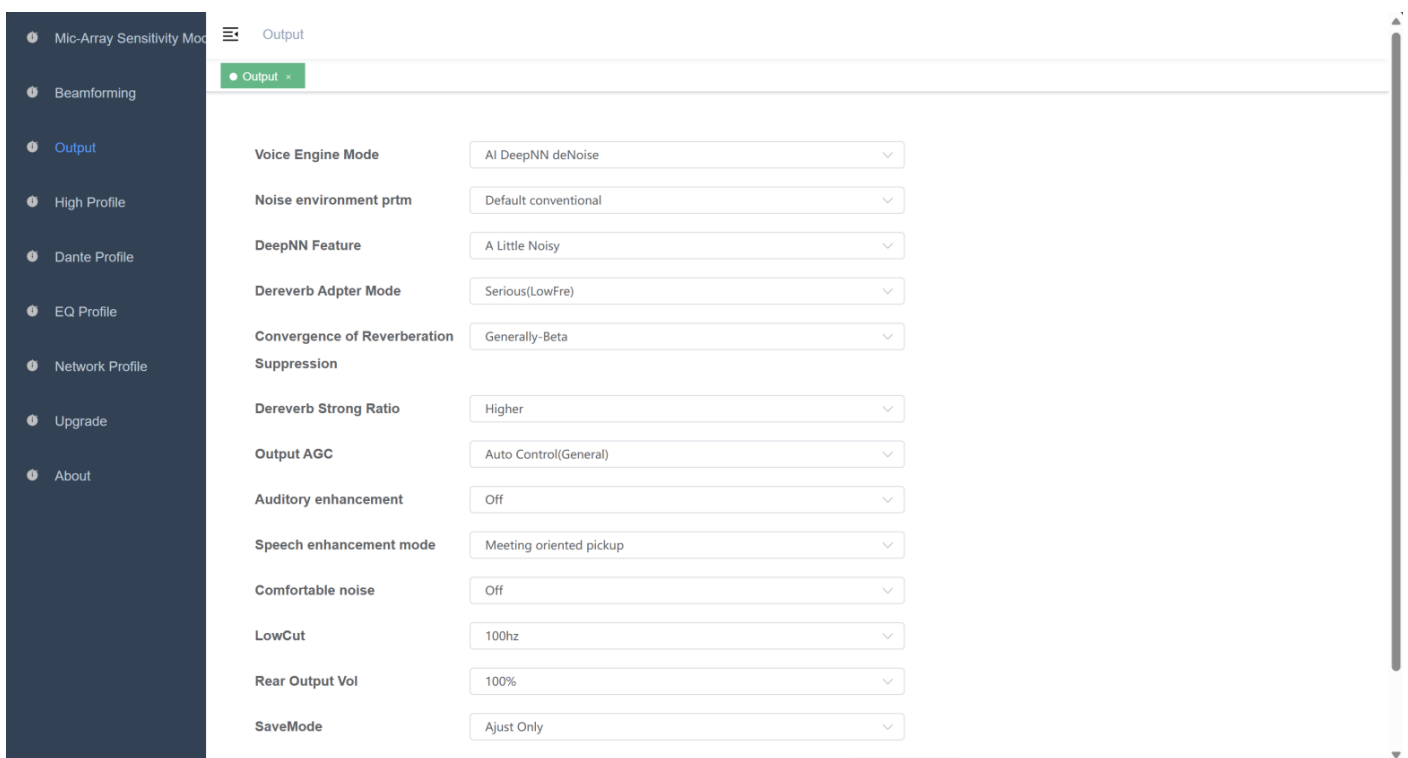 Mic-Array Sensitivity Mod
Beamforming
Output
High Profile
Dante Profile
EQ Profile
Network Profile
Upgrade
About
Output
Output ×
Voice Engine Mode AI DeepNN deNoise
Noise environment prtm Default conventional
DeepNN Feature A Little Noisy
Dereverb Adpter Mode Serious(LowFre)
Convergence of Reverberation Generally-Beta
Suppression
Dereverb Strong Ratio Higher
Output AGC Auto Control(General)
Auditory enhancement Off
Speech enhancement mode Meeting oriented pickup
Comfortable noise Off
LowCut 100hz
Rear Output Vol 100%
SaveMode Ajust Only